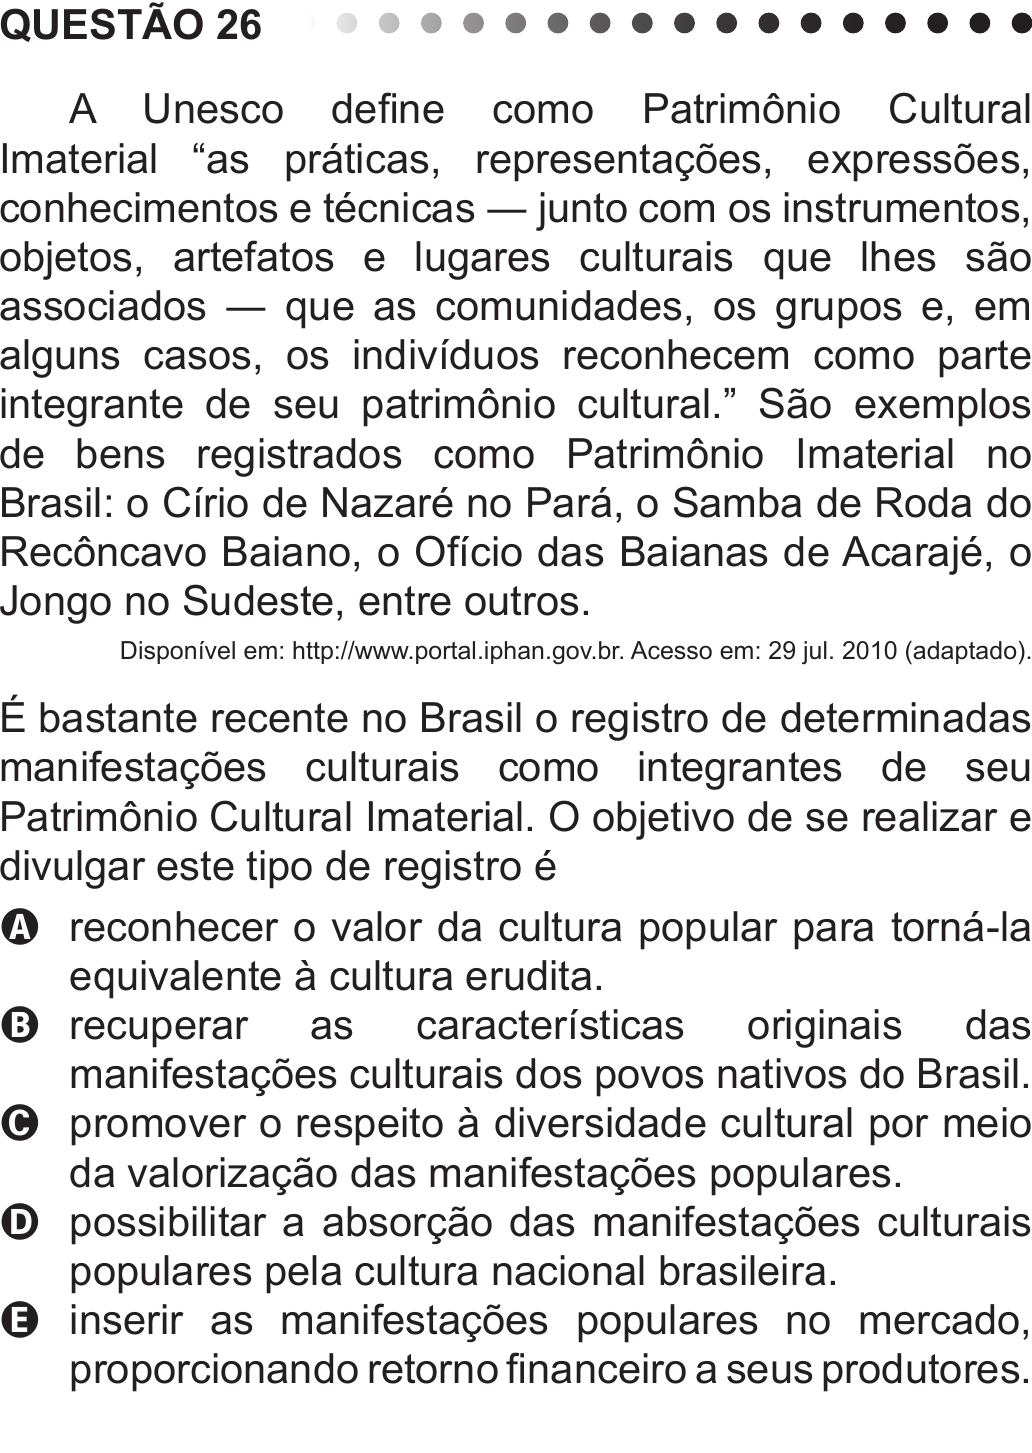 QUESTÃO 26
A Unesco define como Patrimônio Cultural
Imaterial “as práticas, representações, expressões,
conhecimentos e técnicas — junto com os instrumentos,
objetos, artefatos e lugares culturais que lhes são
associados — que as comunidades, os grupos e, em
alguns casos, os indivíduos reconhecem como parte
integrante de seu patrimônio cultural.” São exemplos
de bens registrados como Patrimônio Imaterial no
Brasil: o Círio de Nazaré no Pará, o Samba de Roda do
Recôncavo Baiano, o Ofício das Baianas de Acarajé, o
Jongo no Sudeste, entre outros.
Disponível em: http://www.portal.iphan.gov.br. Acesso em: 29 jul. 2010 (adaptado).
É bastante recente no Brasil o registro de determinadas
manifestações culturais como integrantes de seu
Patrimônio Cultural Imaterial. O objetivo de se realizar e
divulgar este tipo de registro é
A reconhecer o valor da cultura popular para torná-la
equivalente à cultura erudita.
B recuperar as características originais das
manifestações culturais dos povos nativos do Brasil.
C promover o respeito à diversidade cultural por meio
da valorização das manifestações populares.
D possibilitar a absorção das manifestações culturais
populares pela cultura nacional brasileira.
E inserir as manifestações populares no mercado,
proporcionando retorno financeiro a seus produtores.